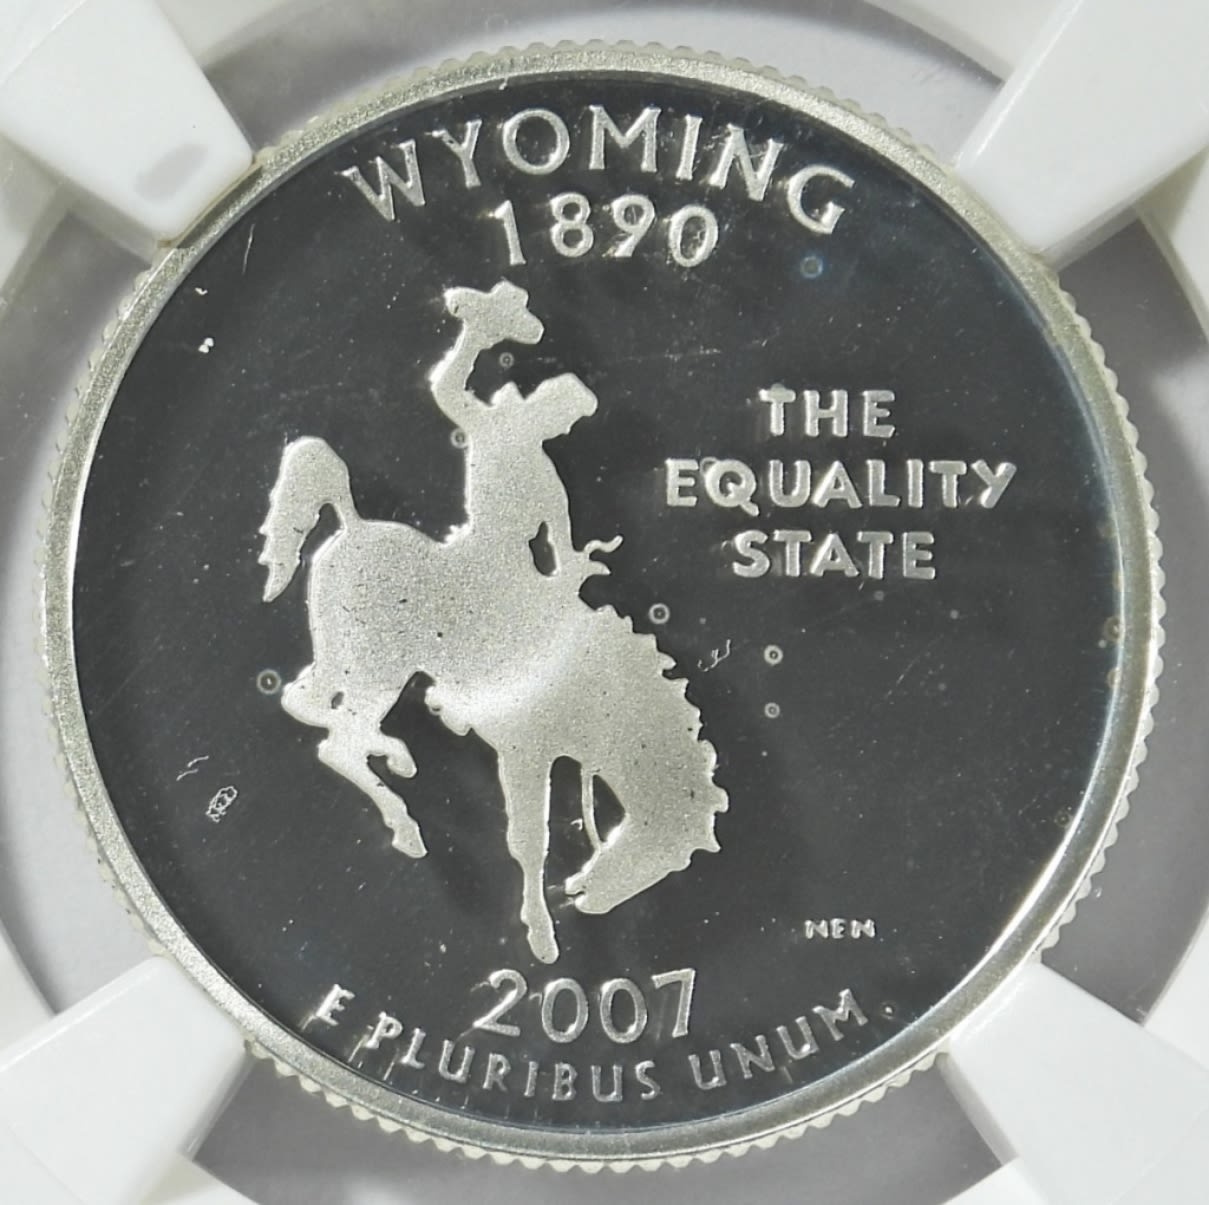 WYOMING
1890
THE
EQUALITY
STATE
NEN
2007
E PLURIBUS UNUM